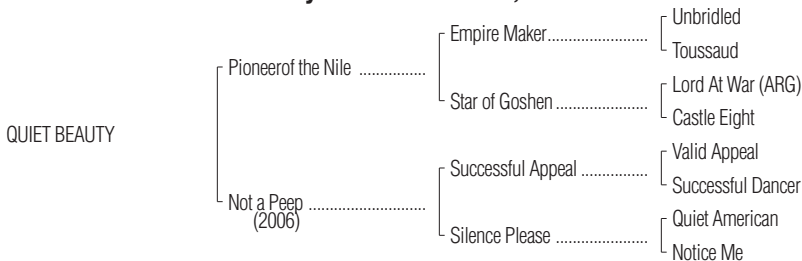 Unbridled
Empire Maker......................
Toussaud
Pioneerof the Nile ................
Lord At War (ARG)
Star of Goshen ....................
Castle Eight
QUIET BEAUTY
Valid Appeal
Successful Appeal ...............
Successful Dancer
Not a Peep ...........................
(2006)
Quiet American
Silence Please .....................
Notice Me